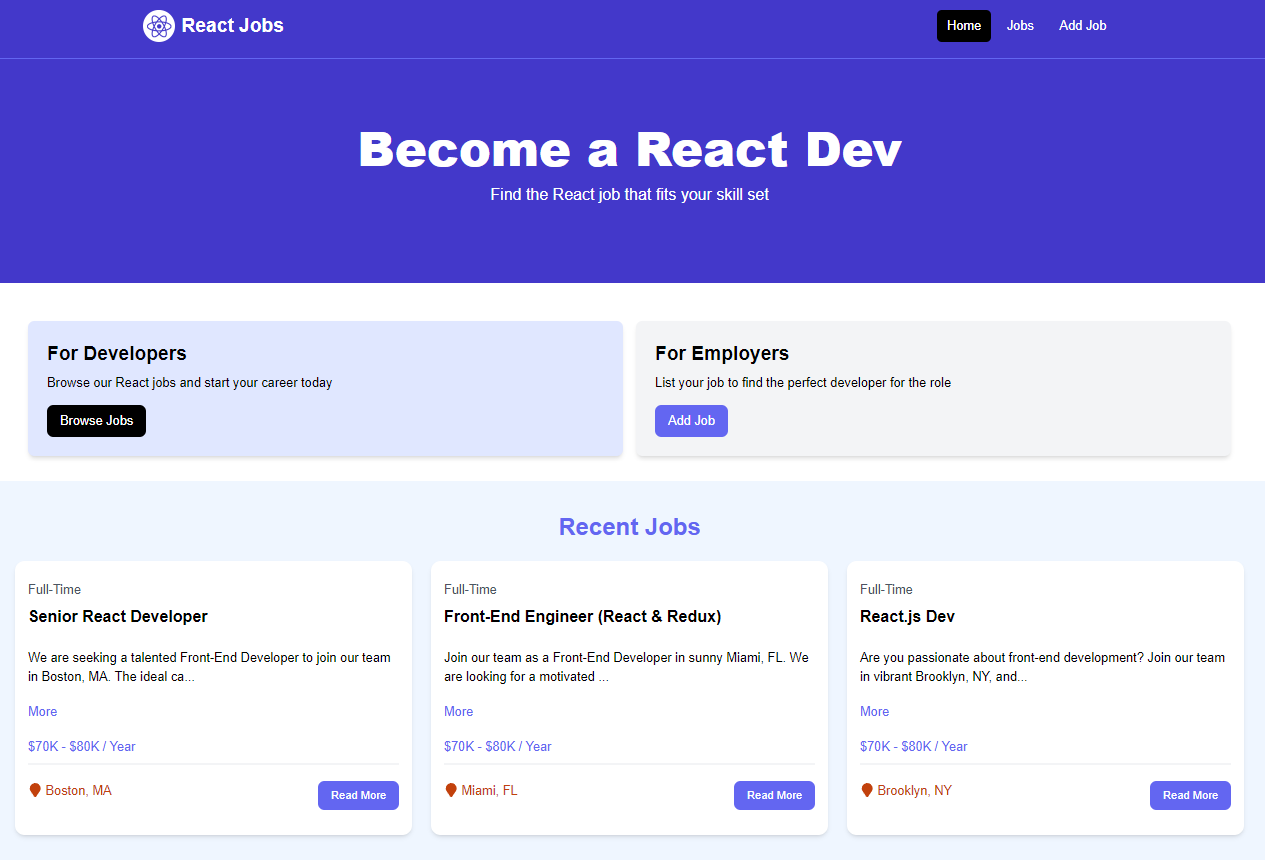 React Jobs
Home
Jobs
Add Job
Become a React Dev
Find the React job that fits your skill set
For Developers
Browse our React jobs and start your career today
Browse Jobs
For Employers
List your job to find the perfect developer for the role
Add Job
Recent Jobs
Full-Time
Senior React Developer
We are seeking a talented Front-End Developer to join our team
in Boston, MA. The ideal ca...
More
$70K - $80K / Year
Boston, MA
Read More
Full-Time
Front-End Engineer (React & Redux)
Join our team as a Front-End Developer in sunny Miami, FL. We
are looking for a motivated ...
More
$70K - $80K / Year
Miami, FL
Read More
Full-Time
React.js Dev
Are you passionate about front-end development? Join our team
in vibrant Brooklyn, NY, and...
More
$70K - $80K / Year
Brooklyn, NY
Read More